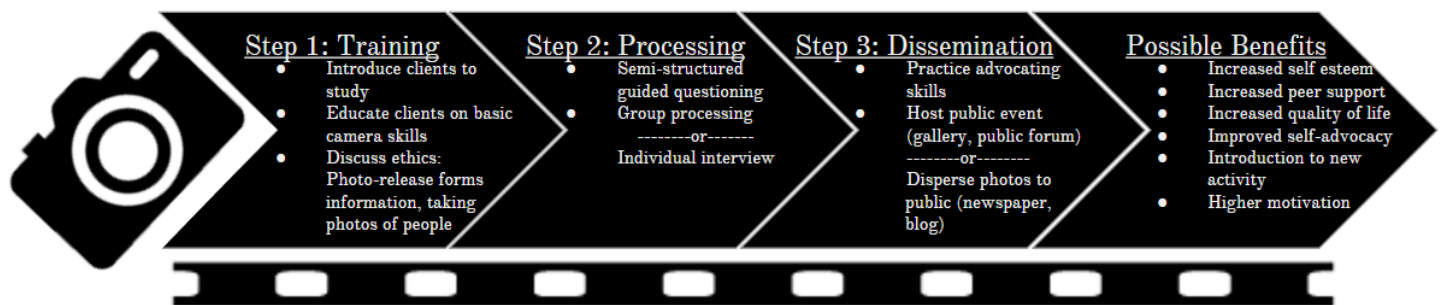 Step 1: Training
● Introduce clients to
study
● Educate clients on basic
camera skills
● Discuss ethics:
Photo-release forms
information, taking
photos of people
Step 2: Processing
● Semi-structured
guided questioning
● Group processing
--------or-------
Individual interview
Step 3: Dissemination
● Practice advocating
skills
● Host public event
(gallery, public forum)
--------or--------
Disperse photos to
public (newspaper,
blog)
Possible Benefits
● Increased self esteem
● Increased peer support
● Increased quality of life
● Improved self-advocacy
● Introduction to new
activity
● Higher motivation